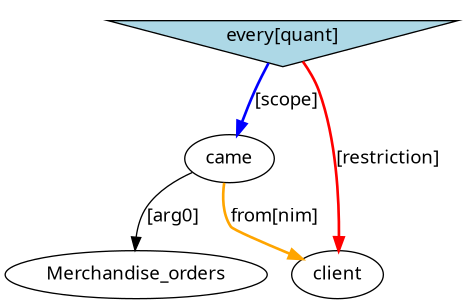 every[quant]
[scope]
came
[restriction]
[arg0]
from[nim]
Merchandise_orders
client